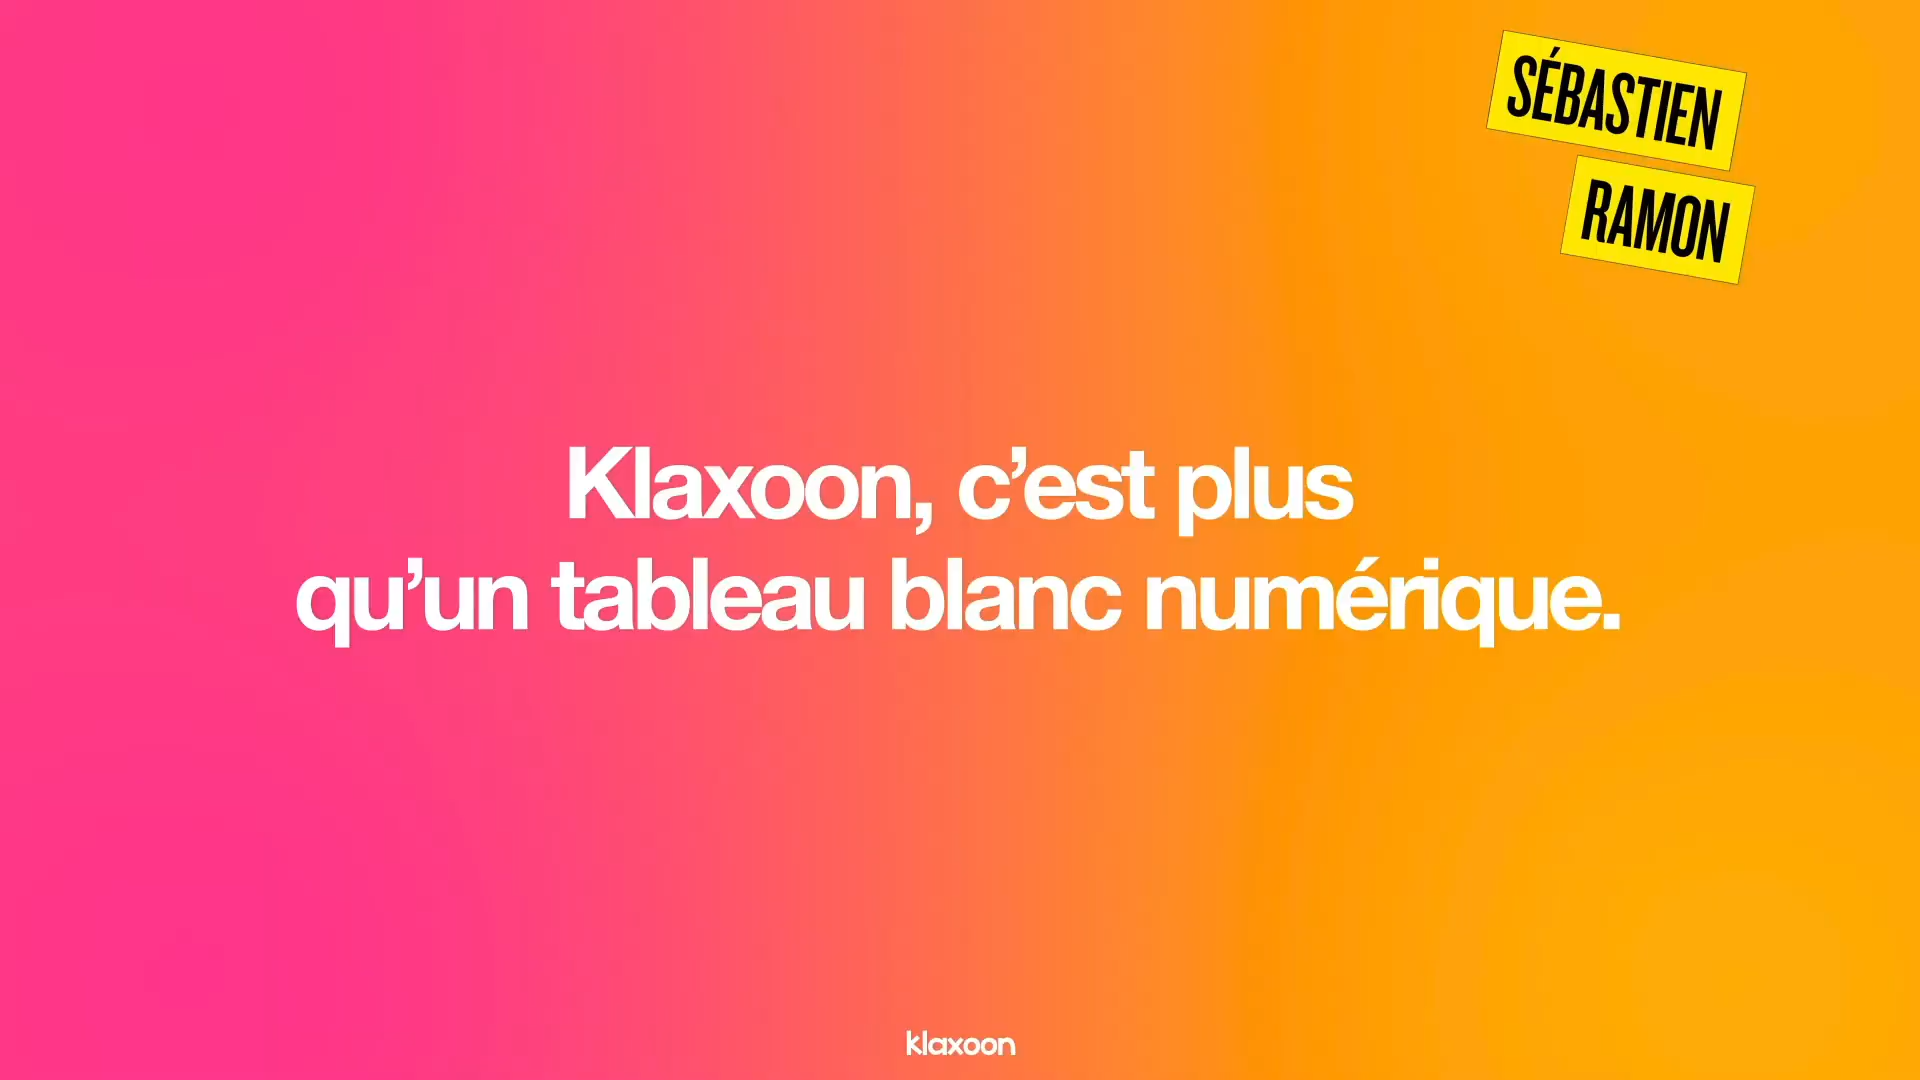 SÉBASTIEN
RAMON
Klaxoon, c’est plus
qu’un tableau blanc numérique.
klaxoon